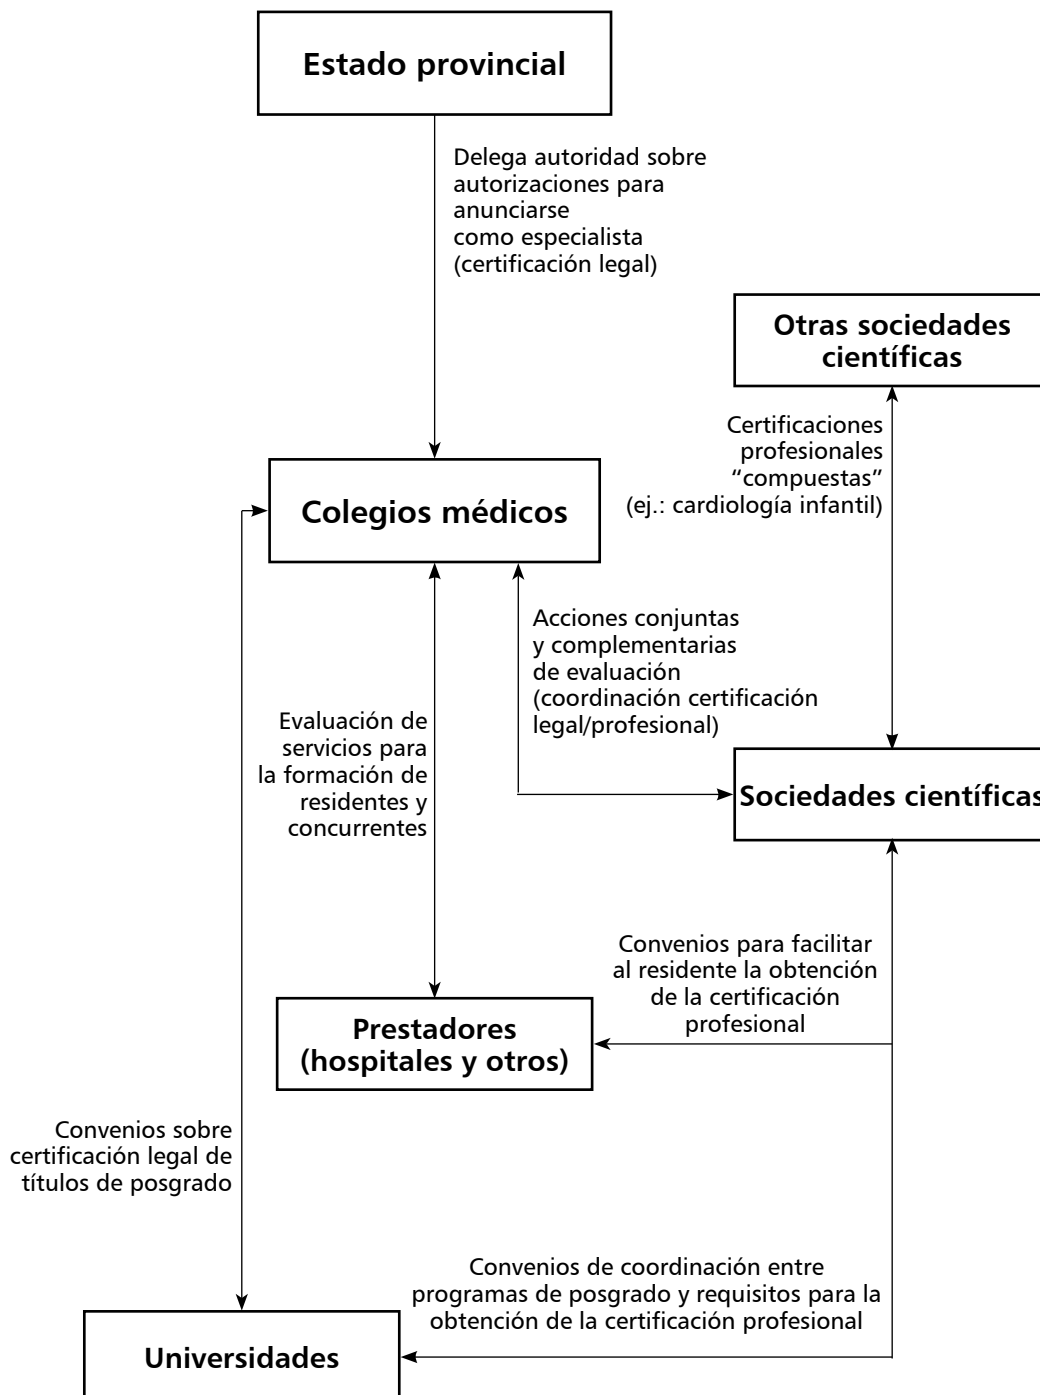 Estado provincial
Delega autoridad sobre
autorizaciones para
anunciarse
como especialista
(certificación legal)
Otras sociedades
científicas
Certificaciones
profesionales
“compuestas”
(ej.: cardiología infantil)
Colegios médicos
Acciones conjuntas
y complementarias
de evaluación
(coordinación certificación
legal/profesional)
Evaluación de
servicios para
la formación de
residentes y
concurrentes
Sociedades científicas
Convenios para facilitar
al residente la obtención
de la certificación
profesional
Prestadores
(hospitales y otros)
Convenios sobre
certificación legal de
títulos de posgrado
Convenios de coordinación entre
programas de posgrado y requisitos para la
obtención de la certificación profesional
Universidades